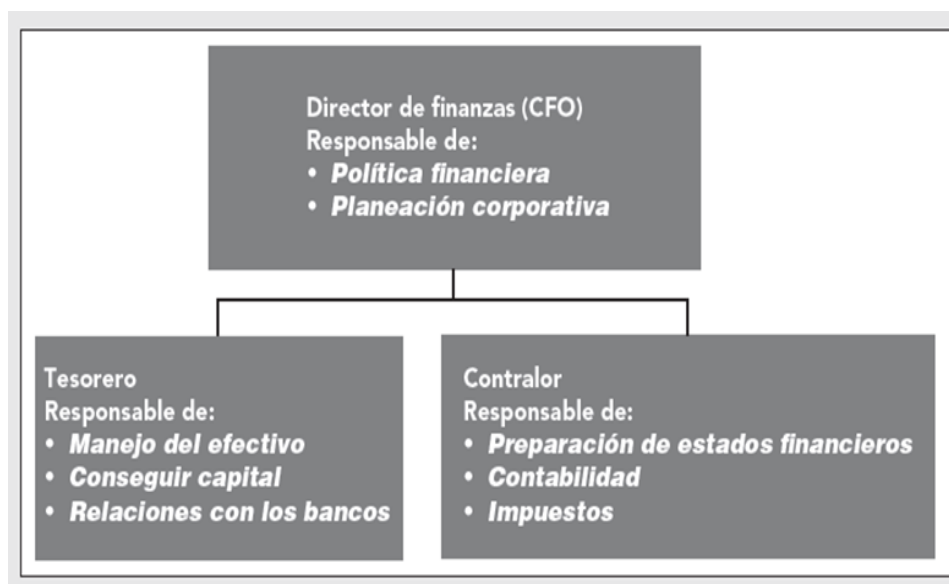 Director de finanzas (CFO)
Responsable de:
• Política financiera
• Planeación corporativa
Tesorero
Responsable de:
• Manejo del efectivo
• Conseguir capital
• Relaciones con los bancos
Contralor
Responsable de:
• Preparación de estados financieros
• Contabilidad
• Impuestos